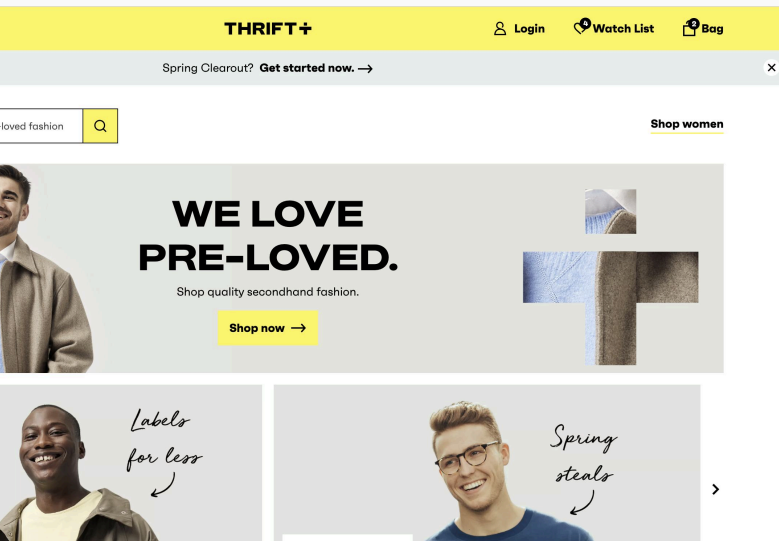 THRIFT+
Login
4
Watch List
2
Bag
Spring Clearout? Get started now. →
-loved fashion
Shop women
WE LOVE
PRE-LOVED.
Shop quality secondhand fashion.
Shop now →
Labels
for less
Spring
steals